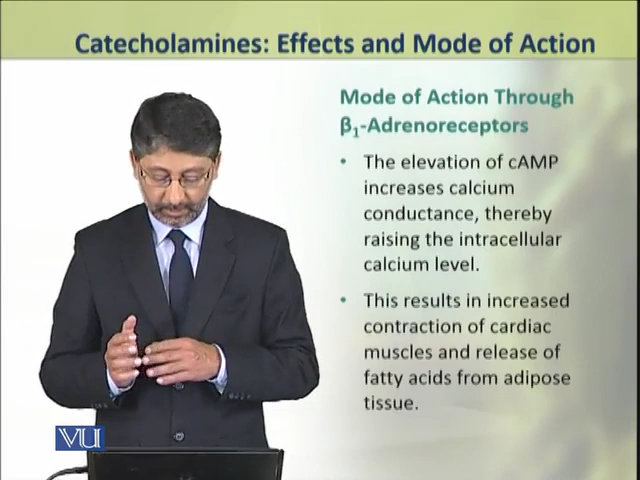 Catecholamines: Effects and Mode of Action
Mode of Action Through
β₁-Adrenoreceptors
• The elevation of cAMP
increases calcium
conductance, thereby
raising the intracellular
calcium level.
• This results in increased
contraction of cardiac
muscles and release of
fatty acids from adipose
tissue.
VU